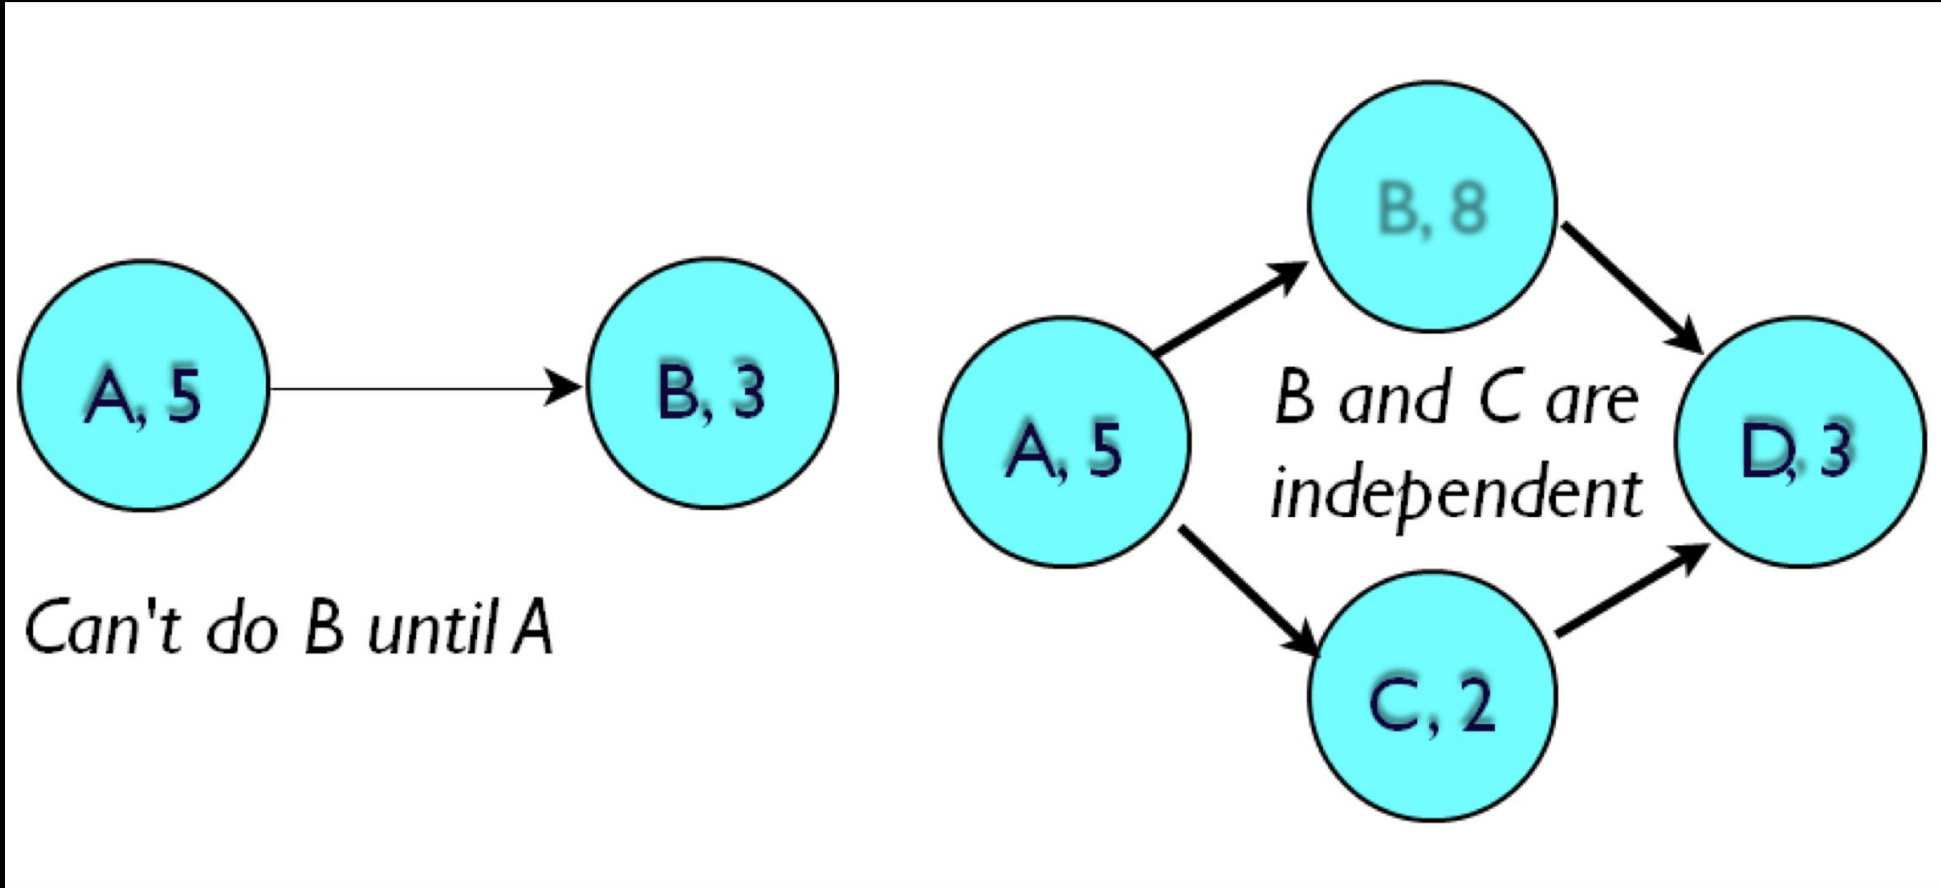 A, 5
B, 3
Can't do B until A
A, 5
B, 8
B and C are
independent
C, 2
D, 3